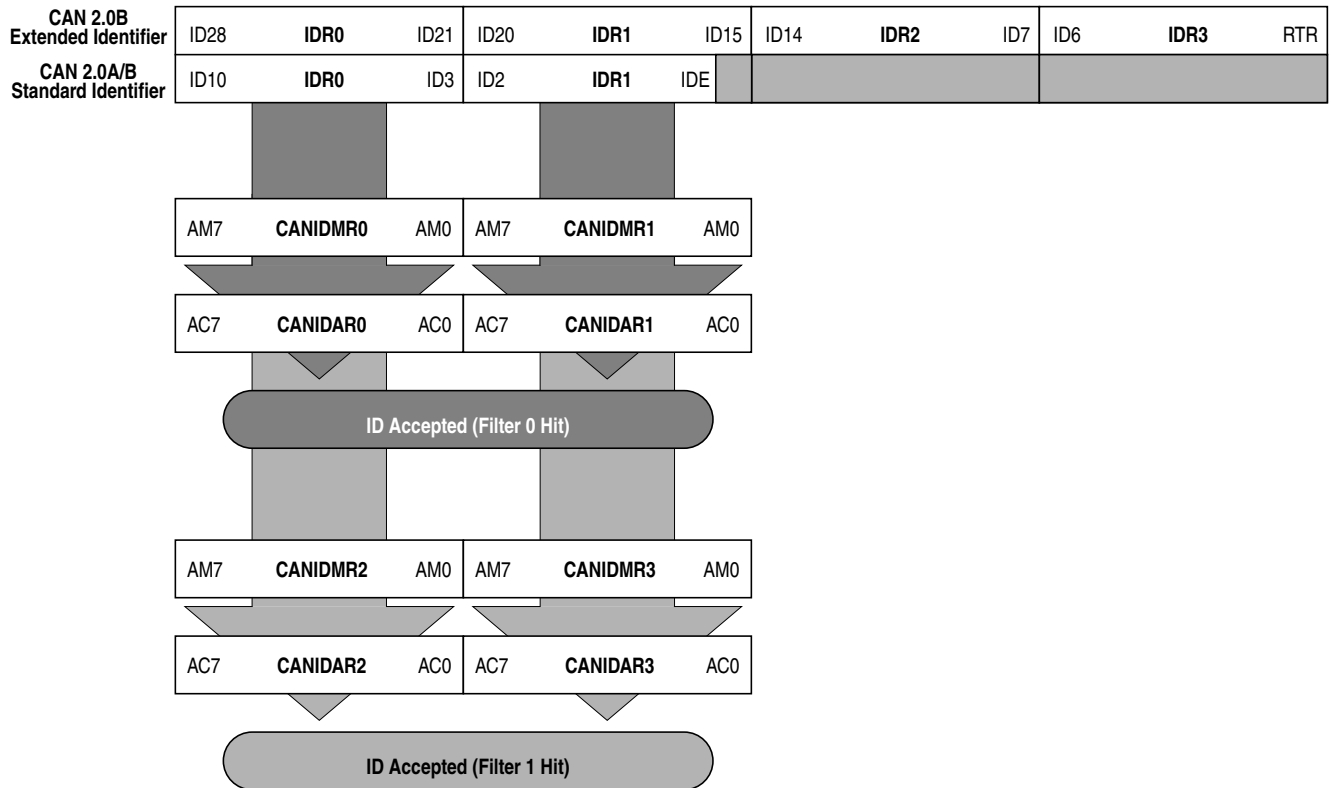 CAN 2.0B
Extended Identifier
ID28 IDR0 ID21 ID20 IDR1 ID15 ID14 IDR2 ID7 ID6 IDR3 RTR
CAN 2.0A/B
Standard Identifier
ID10 IDR0 ID3 ID2 IDR1 IDE
AM7 CANIDMR0 AM0 AM7 CANIDMR1 AM0
AC7 CANIDAR0 AC0 AC7 CANIDAR1 AC0
ID Accepted (Filter 0 Hit)
AM7 CANIDMR2 AM0 AM7 CANIDMR3 AM0
AC7 CANIDAR2 AC0 AC7 CANIDAR3 AC0
ID Accepted (Filter 1 Hit)